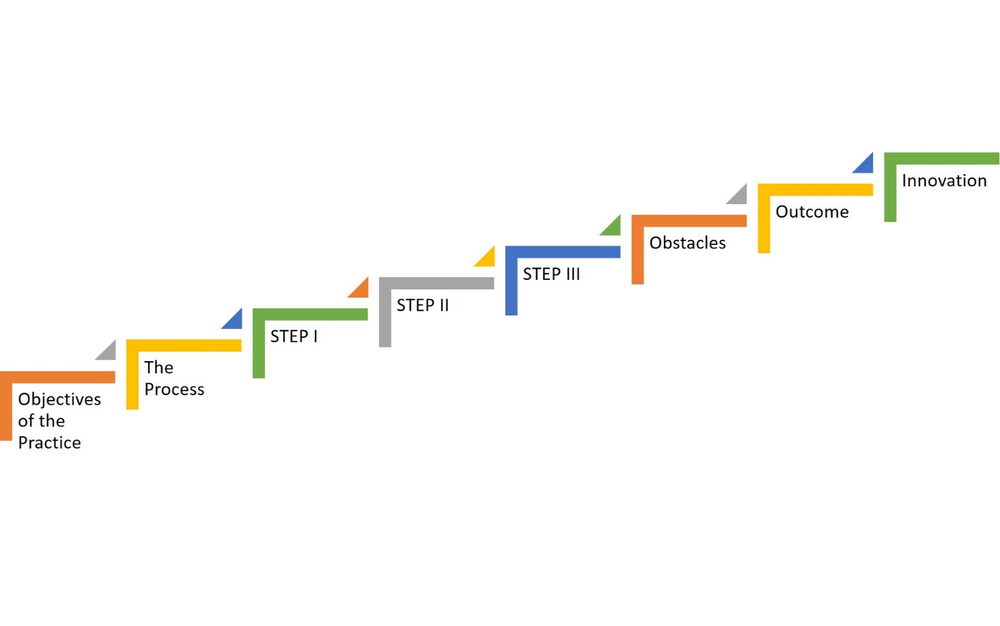 Objectives
of the
Practice
The
Process
STEP I
STEP II
STEP III
Obstacles
Outcome
Innovation